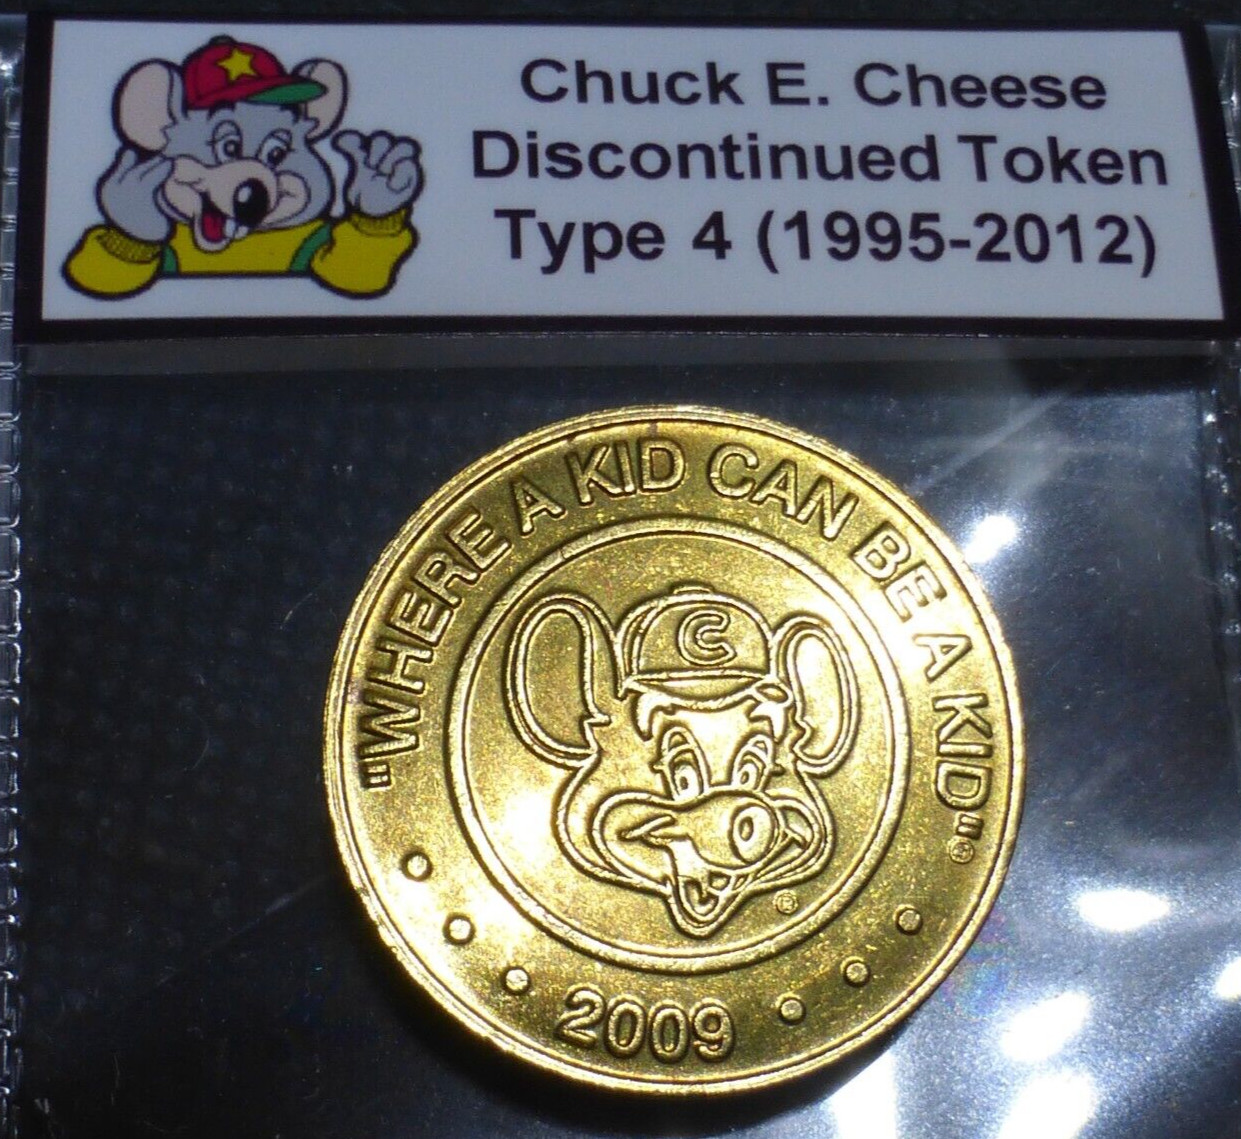 Chuck E. Cheese
Discontinued Token
Type 4 (1995-2012)
"WHERE A KID CAN BE A KID"®
C
®
2009